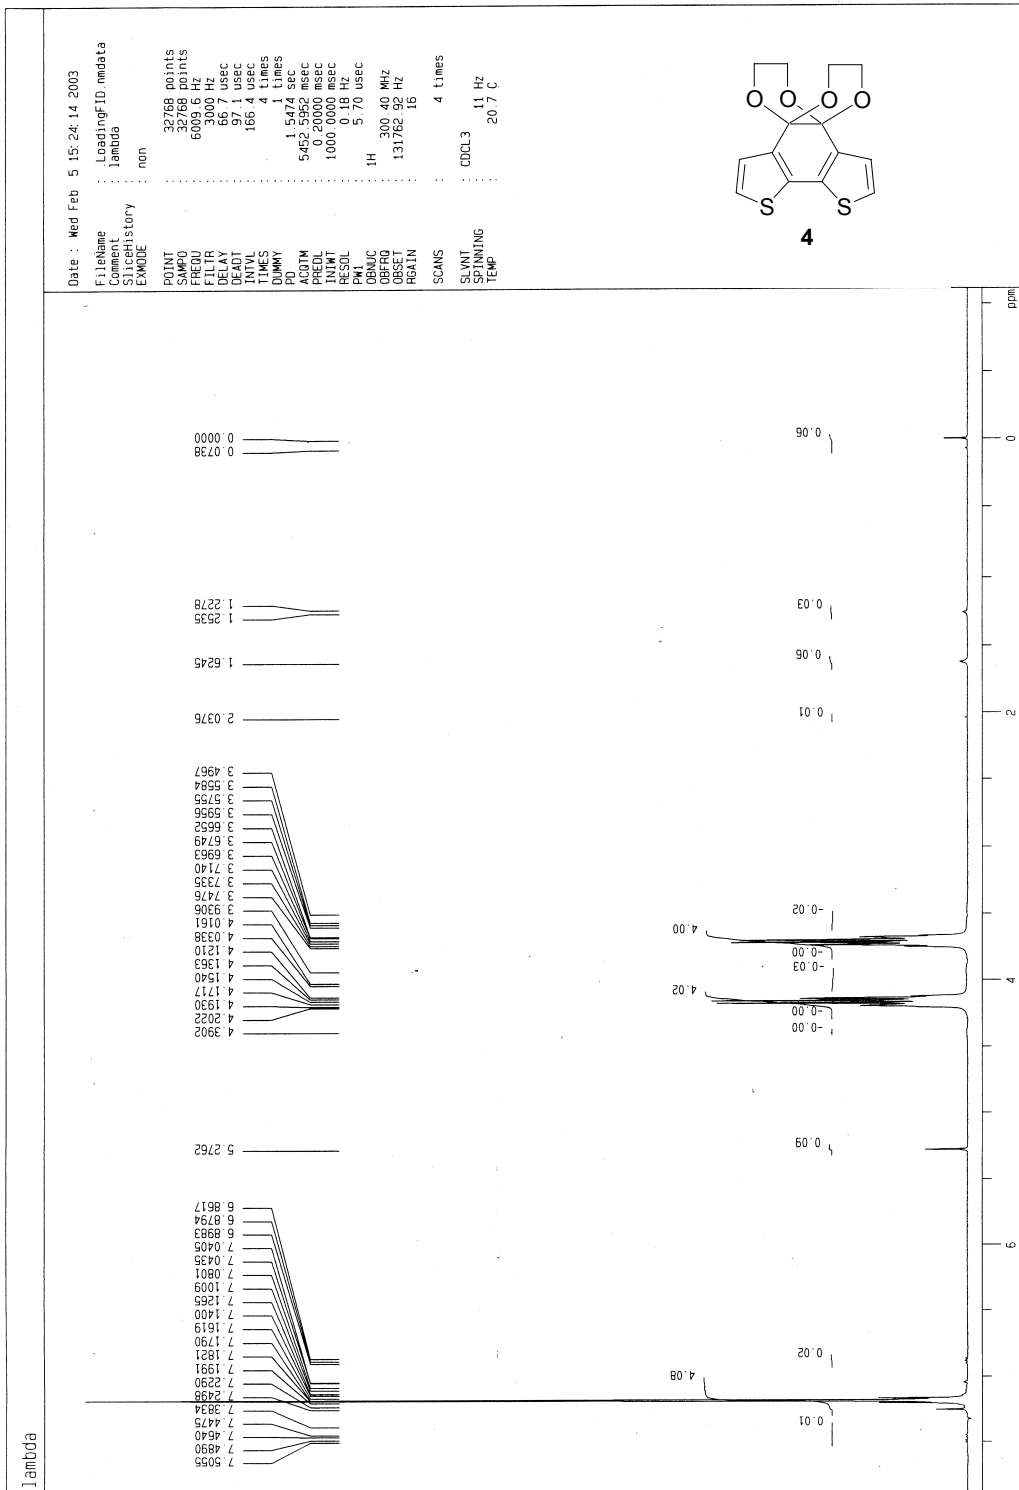 lambda
Date : Wed Feb 5 15:24:14 2003
FileName : .LoadingFID.nmdata
Comment : lambda
SliceHistory :
EXMODE : non
POINT : 32768 points
SAMPO : 32768 points
FREQU : 6009.6 Hz
FILTR : 3000 Hz
DELAY : 66.7 usec
DEADT : 97.1 usec
INTVL : 166.4 usec
TIMES : 4 times
DUMMY : 1 times
PD : 1.5474 sec
ACQTM : 5452.5952 msec
PREDL : 0.20000 msec
INIWT : 1000.0000 msec
RESOL : 0.18 Hz
PW1 : 5.70 usec
OBNUC : 1H
OBFRQ : 300.40 MHz
OBSET : 131762.92 Hz
RGAIN : 16
SCANS : 4 times
SLVNT : CDCL3
SPINNING : 11 Hz
TEMP : 20.7 C
O O O O
S S
4
0.0000
0.0738
1.2278
1.2535
1.6245
2.0376
3.4967
3.5584
3.5755
3.5956
3.6652
3.6749
3.6963
3.7140
3.7335
3.7476
3.9306
4.0161
4.0338
4.1210
4.1363
4.1540
4.1717
4.1930
4.2022
4.3902
5.2762
6.8617
6.8794
6.8983
7.0405
7.0435
7.0801
7.1009
7.1265
7.1400
7.1619
7.1790
7.1821
7.1991
7.2290
7.2498
7.3834
7.4475
7.4640
7.4890
7.5055
0.06
0.03
0.06
0.01
-0.02
4.00
-0.00
-0.03
4.02
-0.00
-0.00
0.09
0.02
4.08
0.01
ppm
0
2
4
6